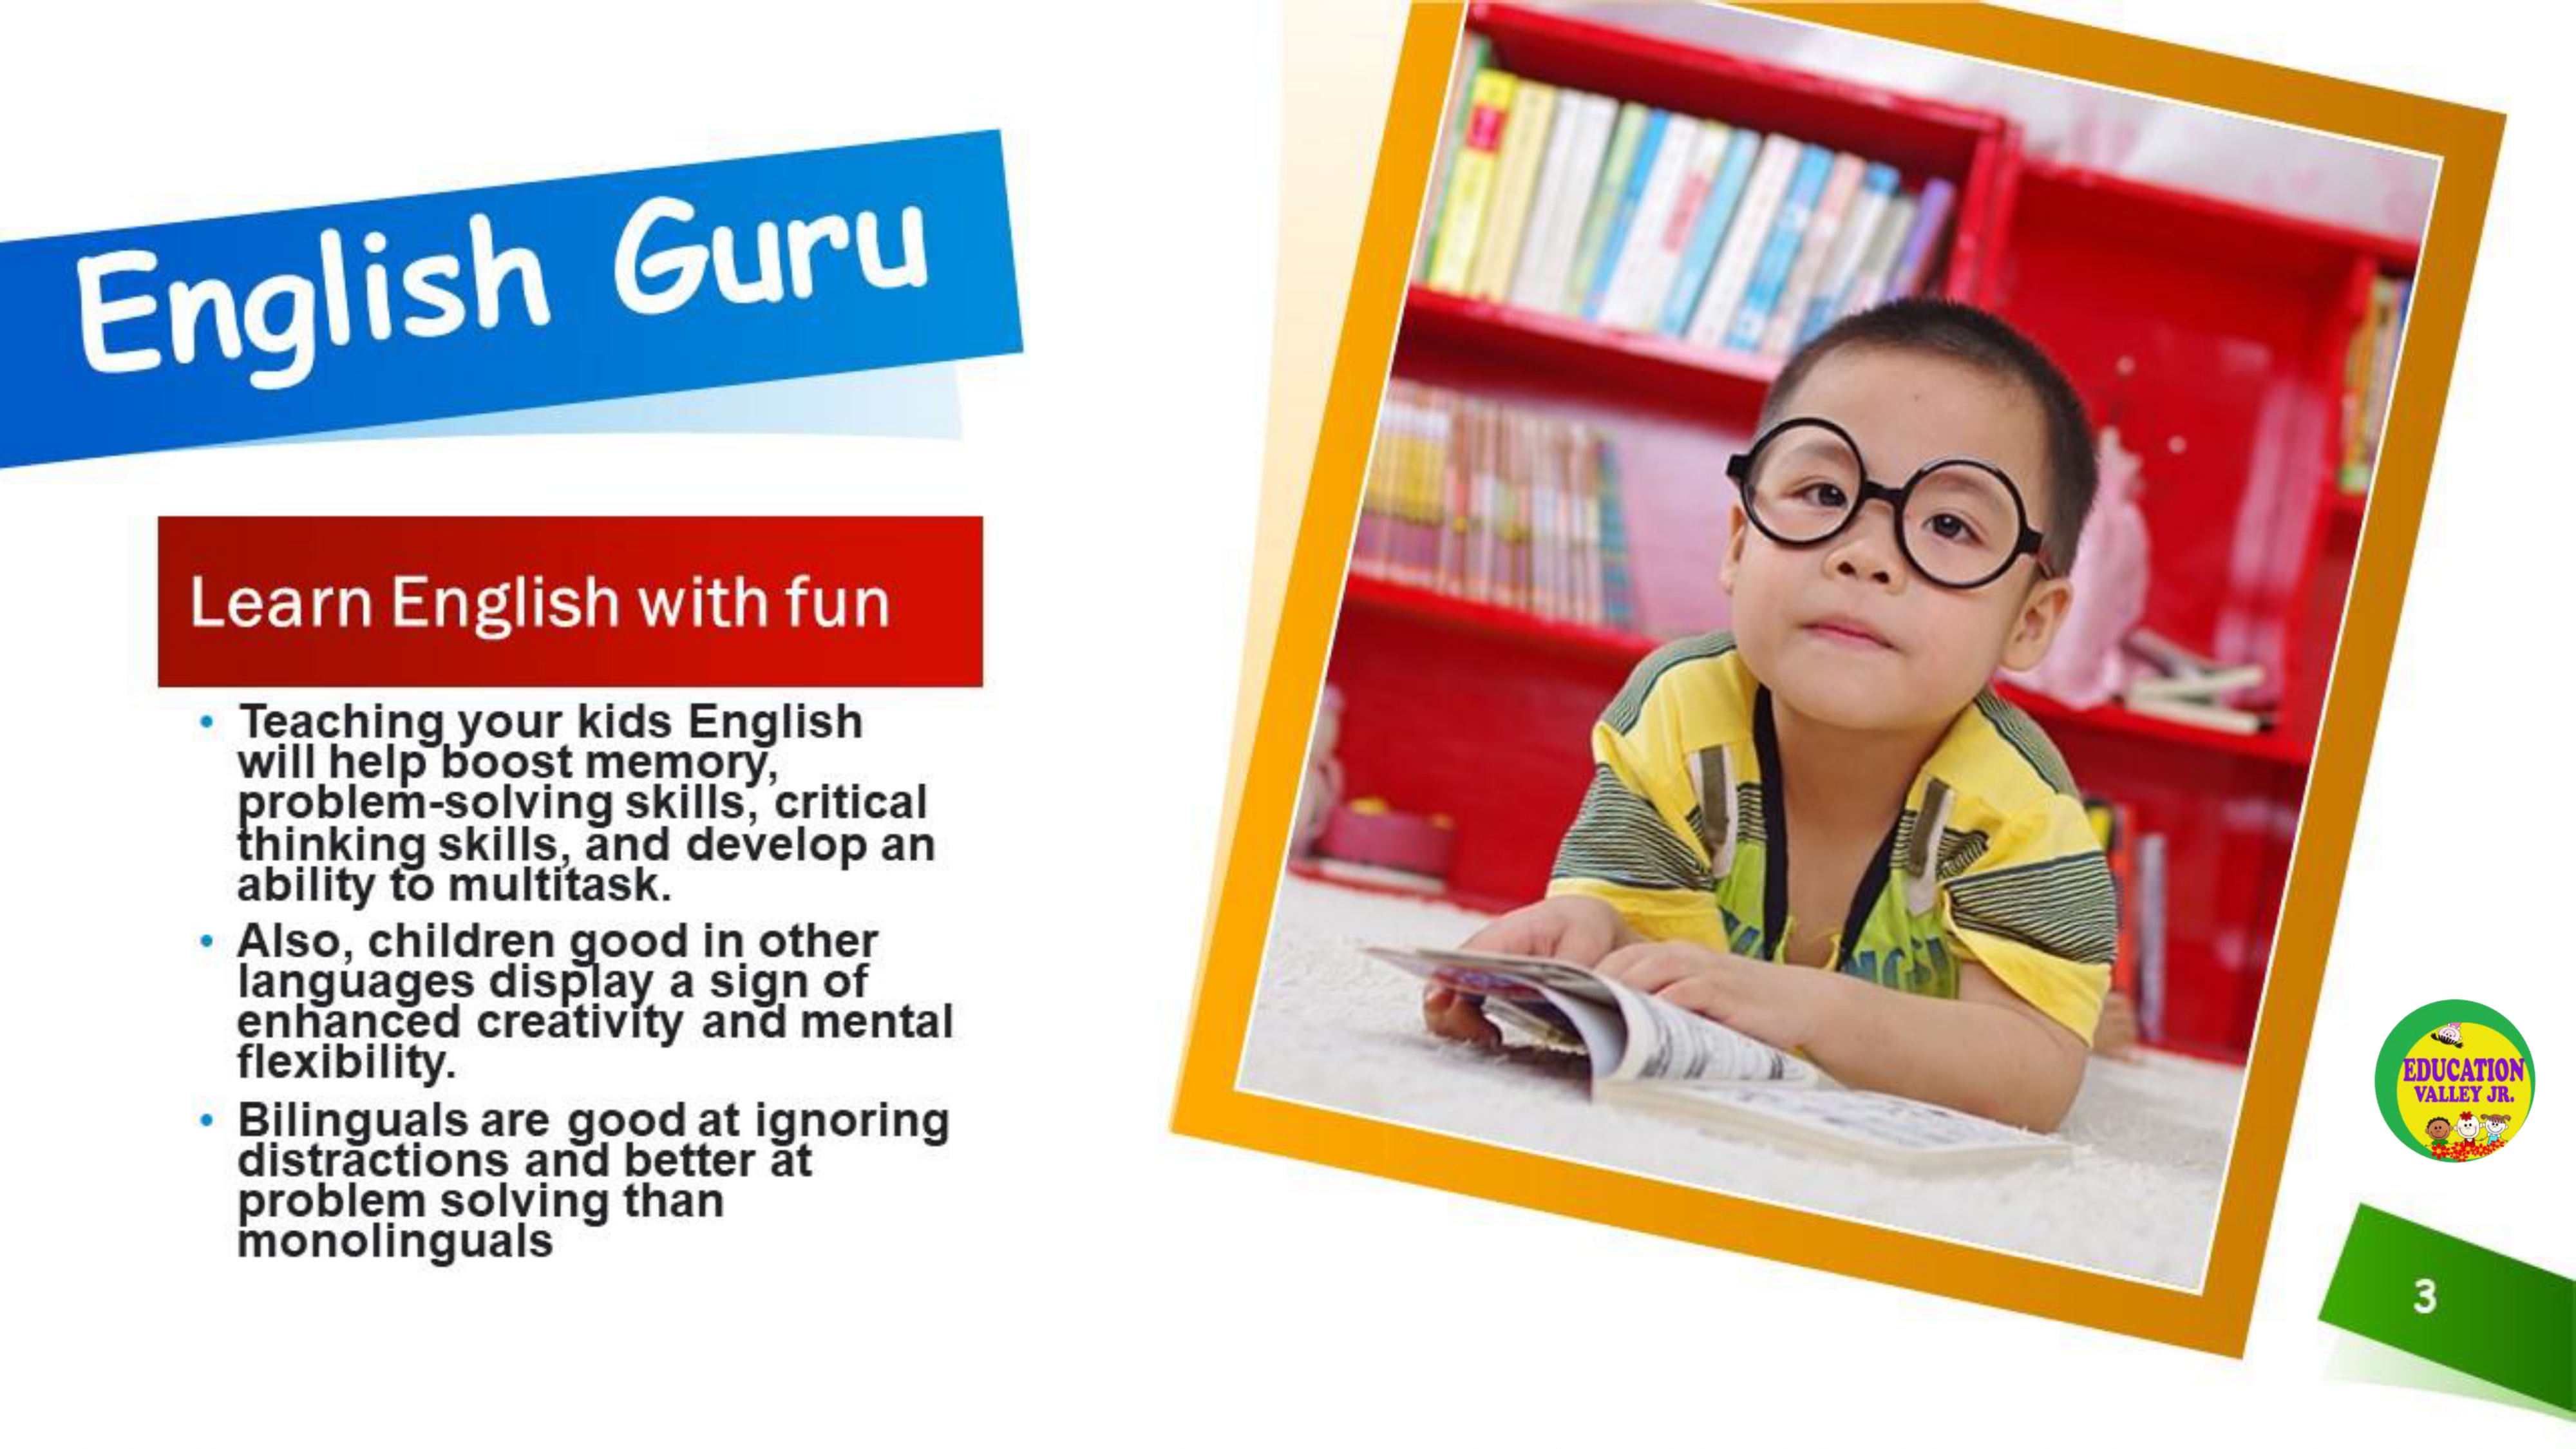 English Guru
Learn English with fun
• Teaching your kids English
will help boost memory,
problem-solving skills, critical
thinking skills, and develop an
ability to multitask.
• Also, children good in other
languages display a sign of
enhanced creativity and mental
flexibility.
• Bilinguals are good at ignoring
distractions and better at
problem solving than
monolinguals
EDUCATION
VALLEY JR.
3